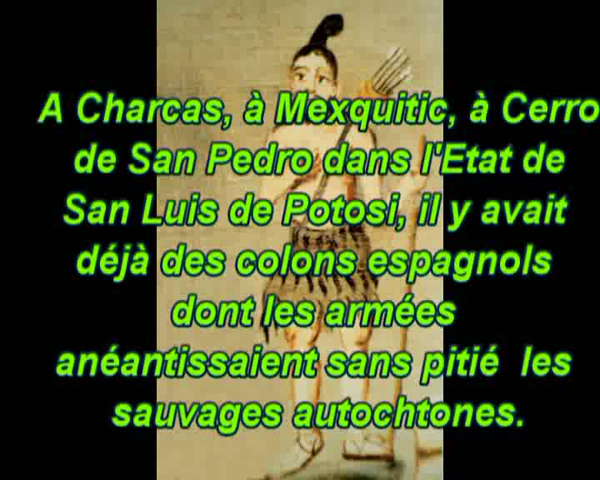 A Charcas, à Mexquitic, à Cerro
de San Pedro dans l'Etat de
San Luis de Potosi, il y avait
déjà des colons espagnols
dont les armées
anéantissaient sans pitié les
sauvages autochtones.